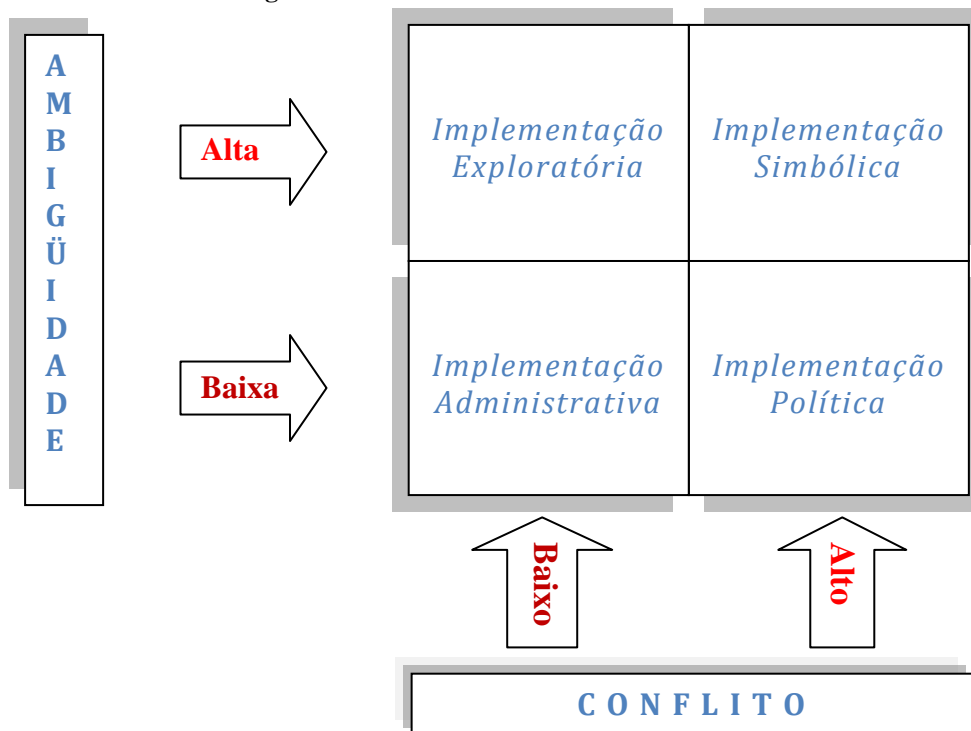 A
M
B
I
G
Ü
I
D
A
D
E
Alta
Implementação
Exploratória
Implementação
Simbólica
Baixa
Implementação
Administrativa
Implementação
Política
Baixo
Alto
C O N F L I T O